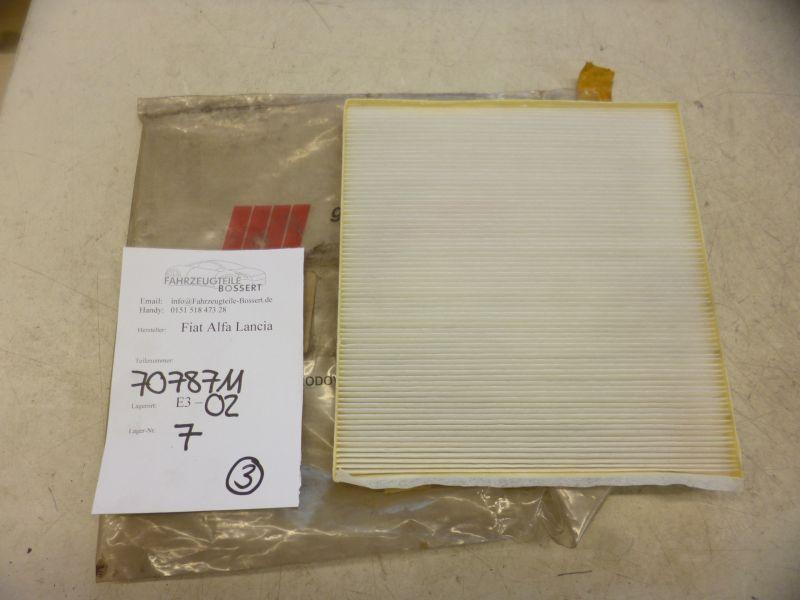 FAHRZEUGTEILE
BOSSERT
Email: info@Fahrzeugteile-Bossert.de
Handy: 0151 518 473 28
Hersteller: Fiat Alfa Lancia
Teilenummer:
7078711
Lagerort: E3 - 02
Lager-Nr. 7
3